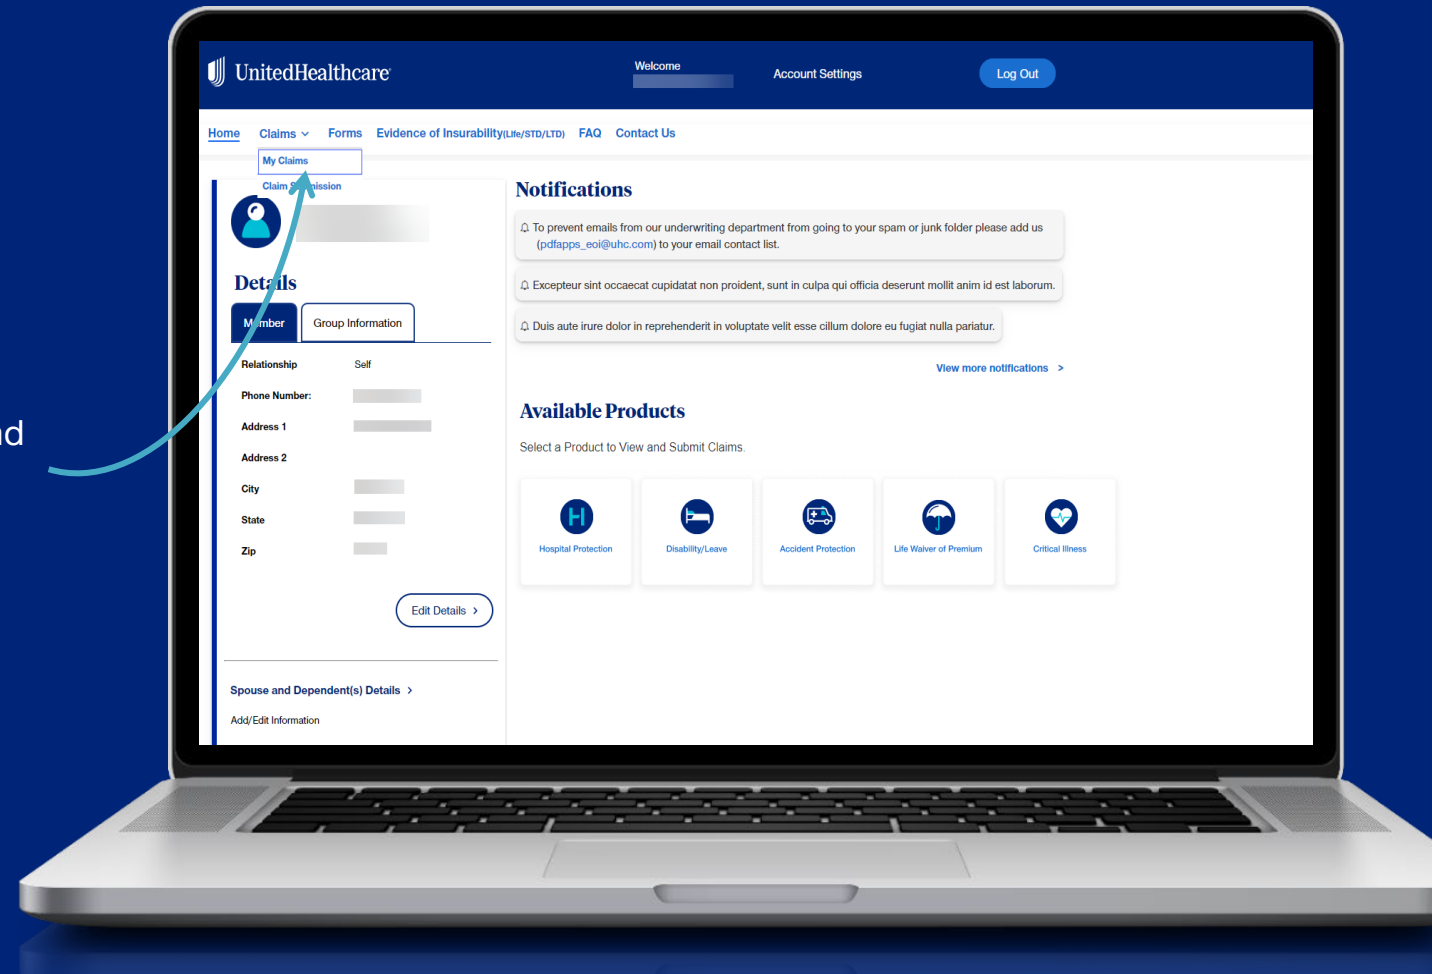 UnitedHealthcare
Welcome
Account Settings
Log Out
Home Claims Forms Evidence of Insurability(Life/STD/LTD) FAQ Contact Us
My Claims
Claim Submission
Details
Member Group Information
Relationship Self
Phone Number:
Address 1
Address 2
City
State
Zip
Edit Details >
Spouse and Dependent(s) Details >
Add/Edit Information
Notifications
To prevent emails from our underwriting department from going to your spam or junk folder please add us
(pdfapps_eoi@uhc.com) to your email contact list.
Excepteur sint occaecat cupidatat non proident, sunt in culpa qui officia deserunt mollit anim id est laborum.
Duis aute irure dolor in reprehenderit in voluptate velit esse cillum dolore eu fugiat nulla pariatur.
View more notifications >
Available Products
Select a Product to View and Submit Claims.
Hospital Protection
Disability/Leave
Accident Protection
Life Waiver of Premium
Critical Illness